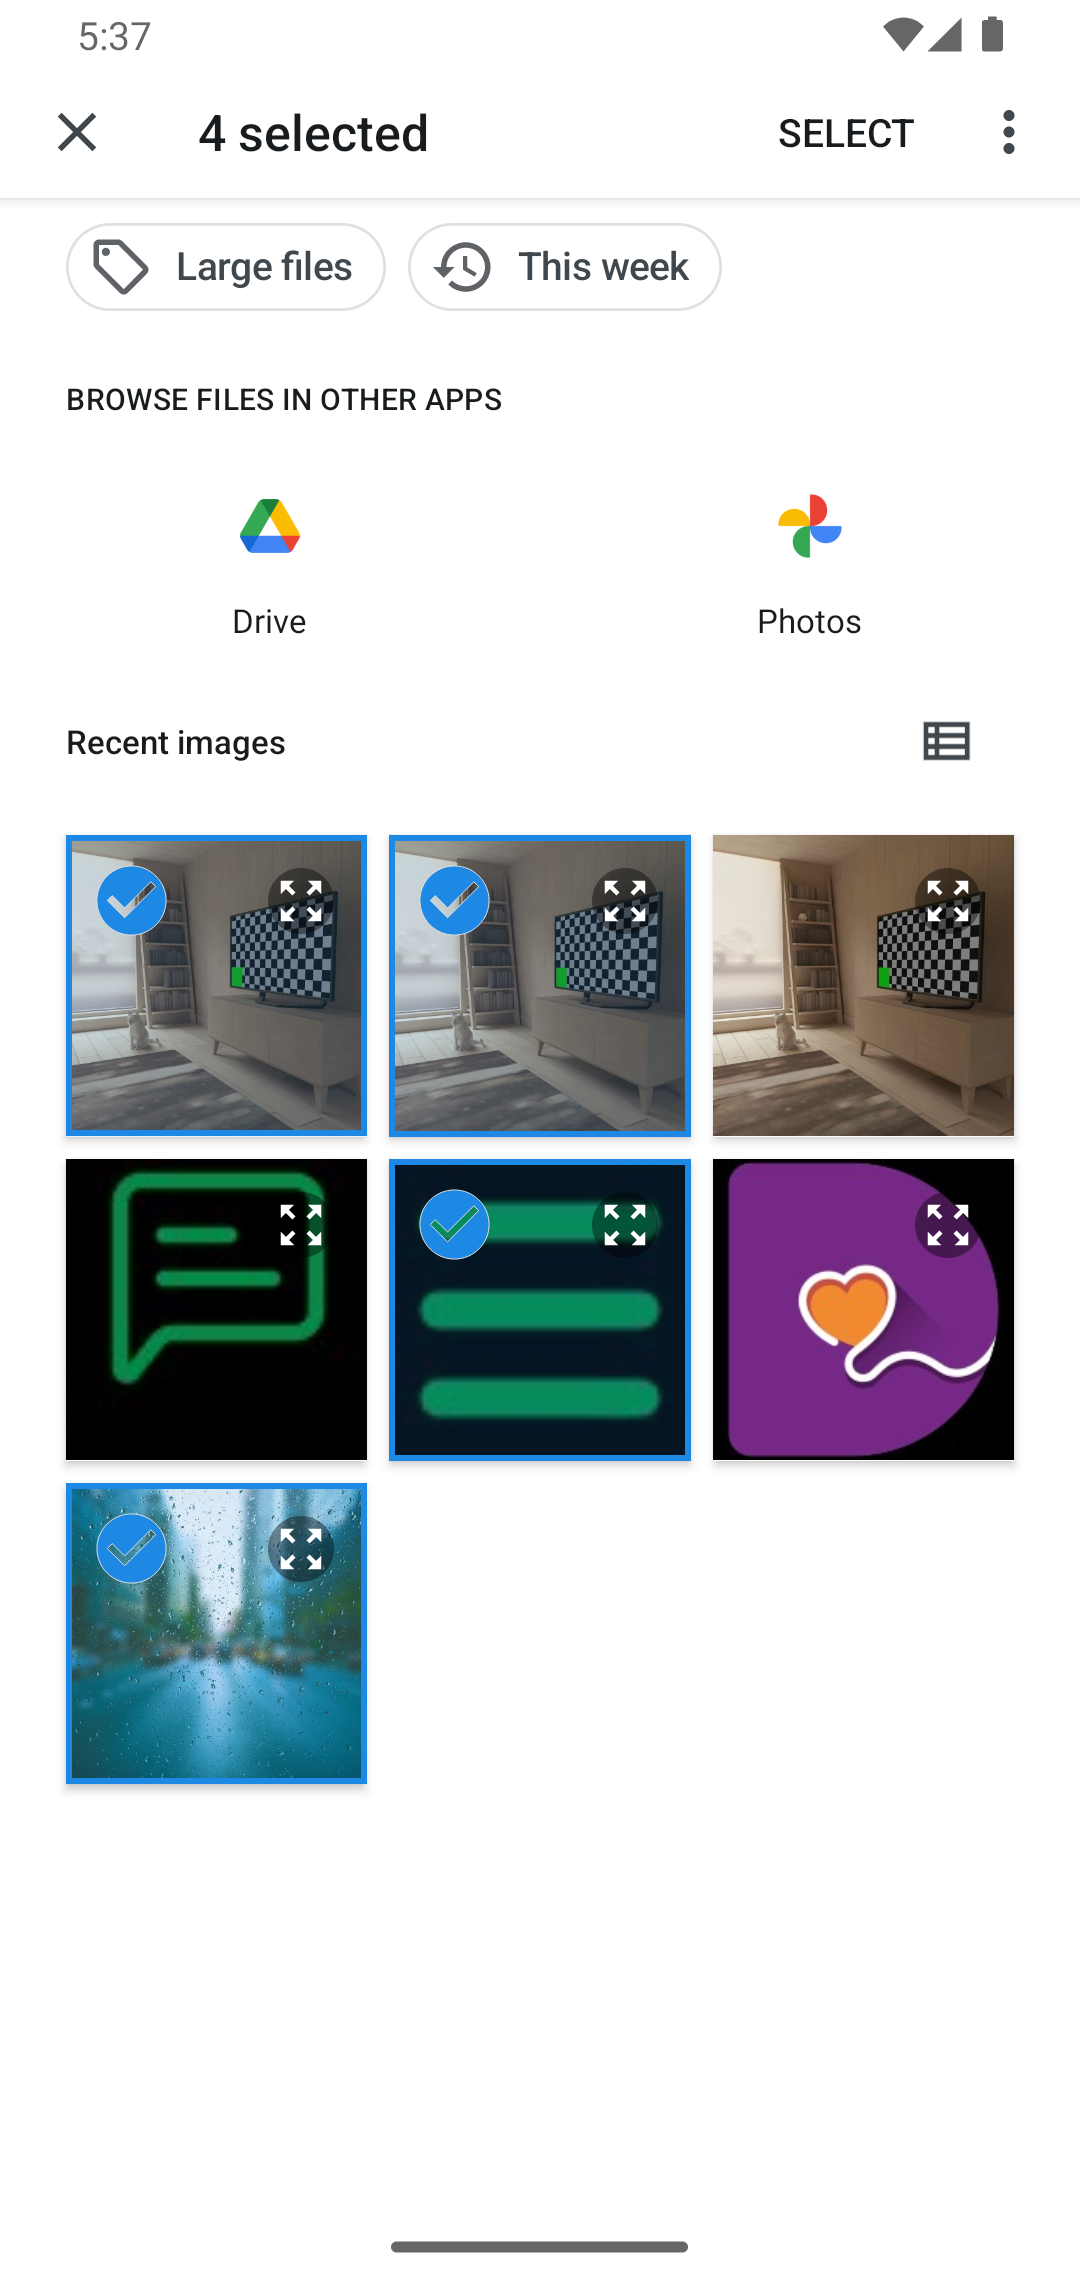 5:37
4 selected
SELECT
Large files
This week
BROWSE FILES IN OTHER APPS
Drive
Photos
Recent images